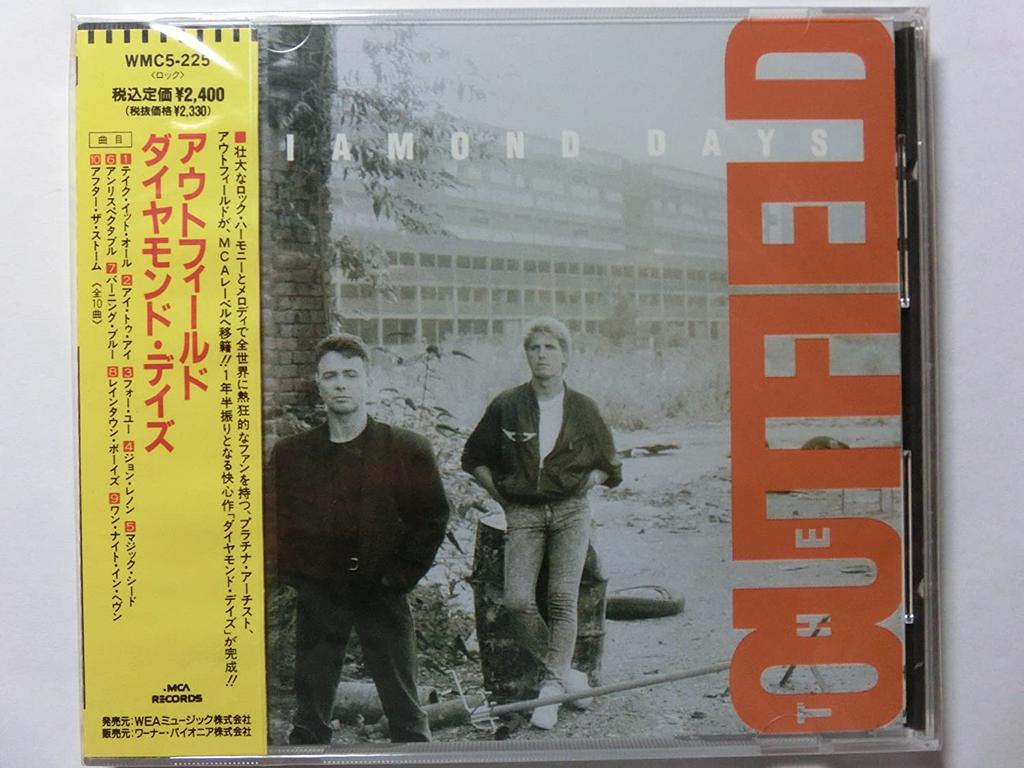 WMC5-225
〈ロック〉
税込定価¥2,400
(税抜価格¥2,330)
■壮大なロック・ハーモニーとメロディで全世界に熱狂的なファンを持つ、プラチナ・アーチスト、
アウトフィールドが、MCAレーベルへ移籍!!1年半振りとなる快心作「ダイヤモンド・デイズ」が完成!!
アウトフィールド
ダイヤモンド・デイズ
曲目
1テイク・イット・オール 2アイ・トゥ・アイ 3フォー・ユー 4ジョン・レノン 5マジック・シード
6アンリスペクタブル 7バーニング・ブルー 8レインタウン・ボーイズ 9ワン・ナイト・イン・ヘヴン
10アフター・ザ・ストーム 〈全10曲〉
.MCA
RECORDS
発売元:WEAミュージック株式会社
販売元:ワーナー・パイオニア株式会社
IAMOND DAYS
THE
OUTFIELD